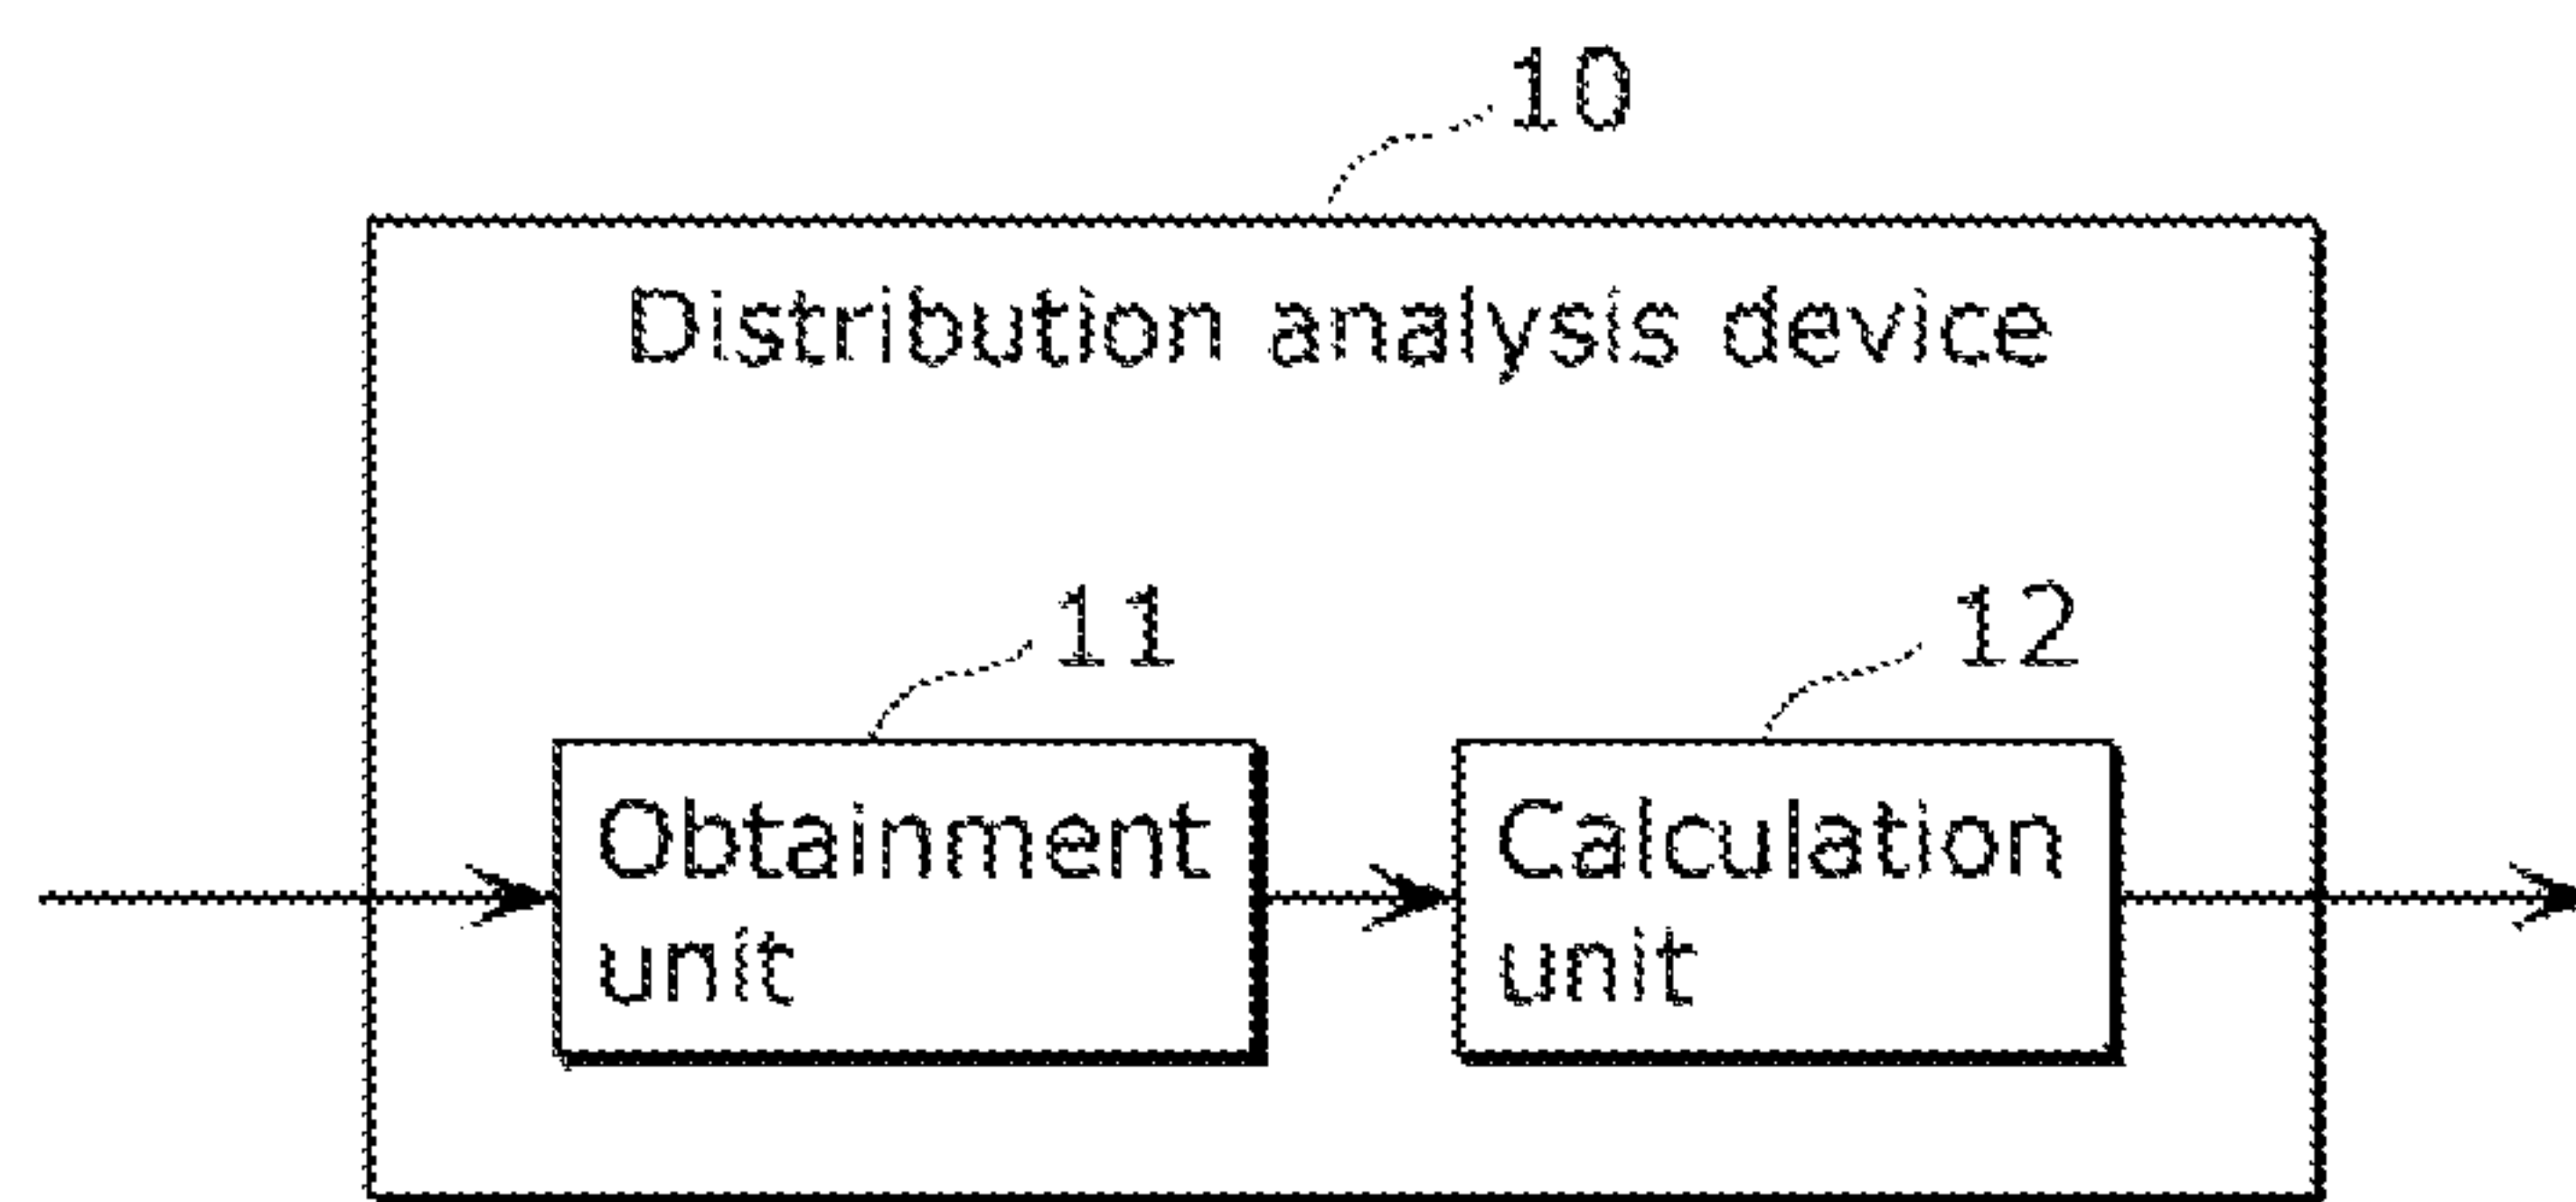 10
Distribution analysis device
11
12
Obtainment
unit
Calculation
unit